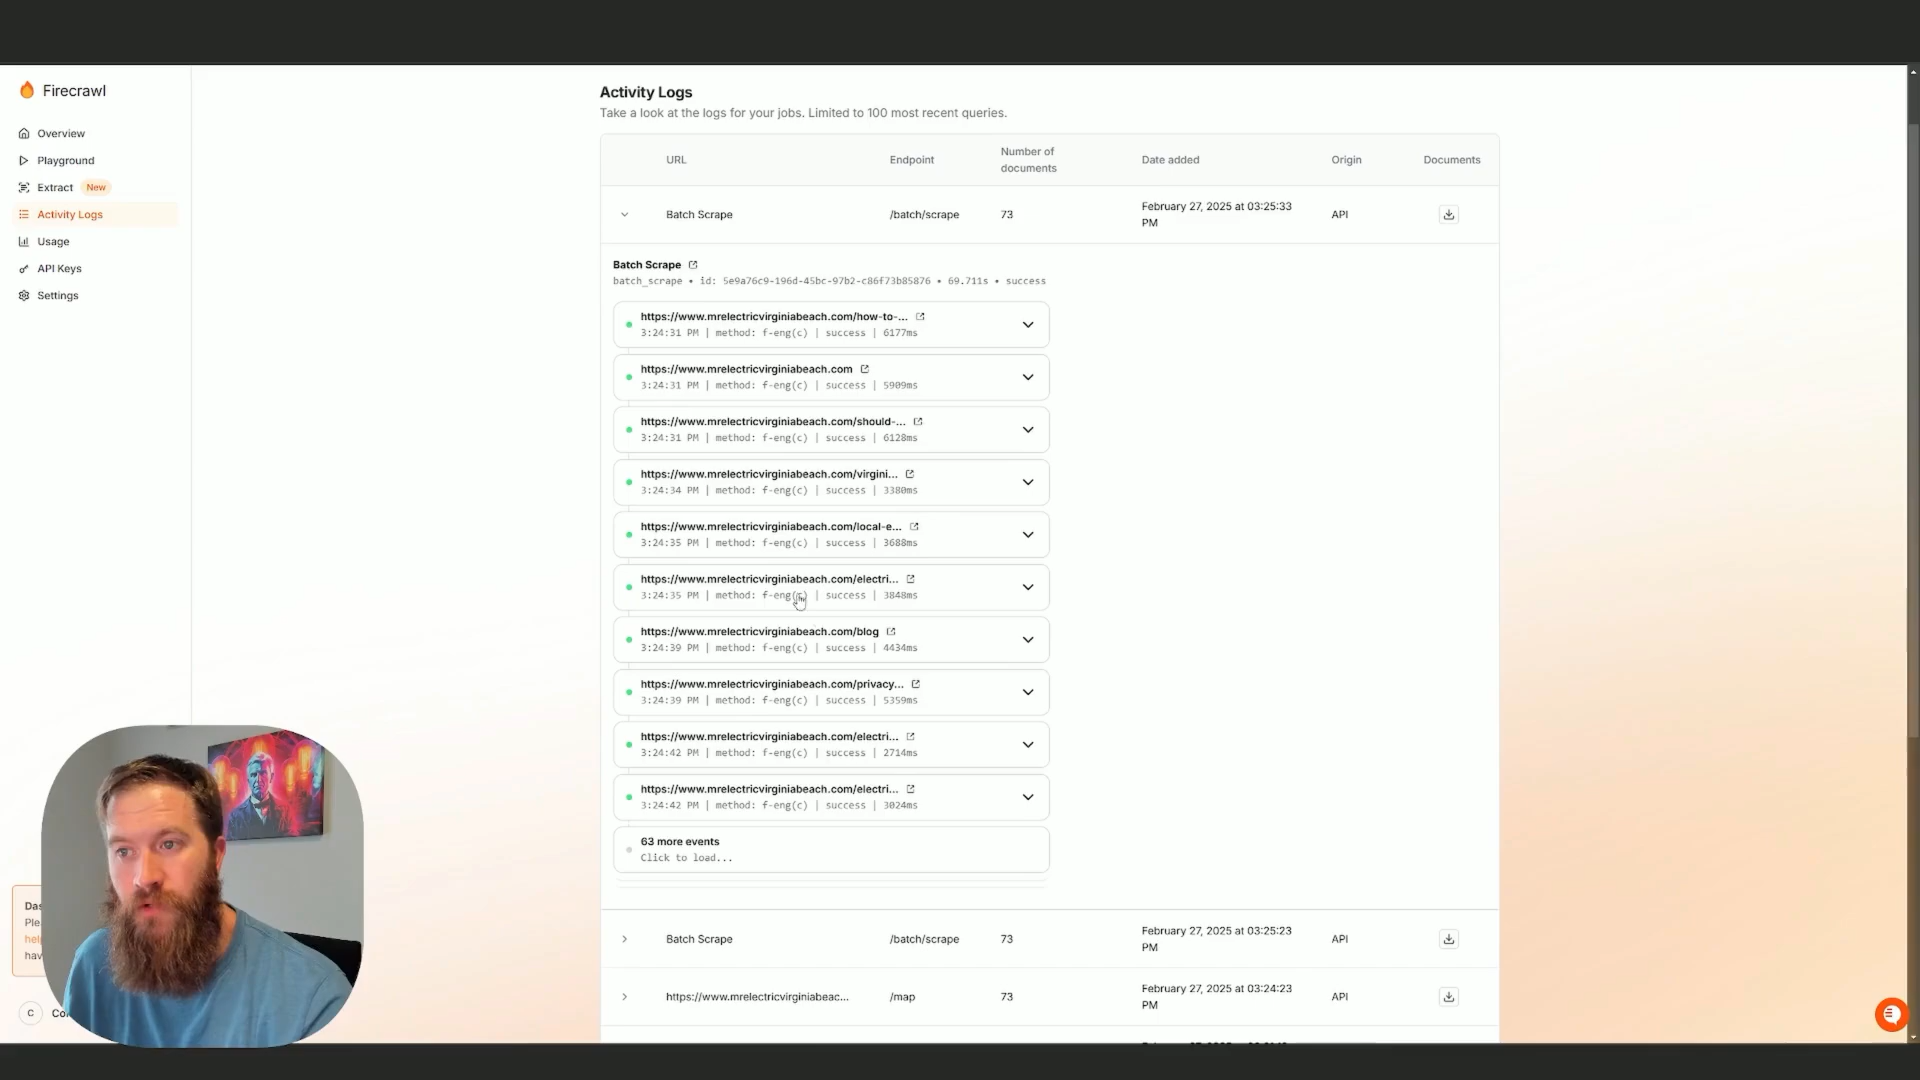 Firecrawl
Overview
Playground
Extract New
Activity Logs
Usage
API Keys
Settings
Das
Plea
hel
hav
C Co
Activity Logs
Take a look at the logs for your jobs. Limited to 100 most recent queries.
URL Endpoint Number of documents Date added Origin Documents
Batch Scrape /batch/scrape 73 February 27, 2025 at 03:25:33 PM API
Batch Scrape
batch_scrape • id: 5e9a76c9-196d-45bc-97b2-c86f73b85876 • 69.711s • success
https://www.mrelectricvirginiabeach.com/how-to-...
3:24:31 PM | method: f-eng(c) | success | 6177ms
https://www.mrelectricvirginiabeach.com
3:24:31 PM | method: f-eng(c) | success | 5909ms
https://www.mrelectricvirginiabeach.com/should-...
3:24:31 PM | method: f-eng(c) | success | 6128ms
https://www.mrelectricvirginiabeach.com/virgini...
3:24:34 PM | method: f-eng(c) | success | 3380ms
https://www.mrelectricvirginiabeach.com/local-e...
3:24:35 PM | method: f-eng(c) | success | 3688ms
https://www.mrelectricvirginiabeach.com/electri...
3:24:35 PM | method: f-eng(c) | success | 3848ms
https://www.mrelectricvirginiabeach.com/blog
3:24:39 PM | method: f-eng(c) | success | 4434ms
https://www.mrelectricvirginiabeach.com/privacy...
3:24:39 PM | method: f-eng(c) | success | 5359ms
https://www.mrelectricvirginiabeach.com/electri...
3:24:42 PM | method: f-eng(c) | success | 2714ms
https://www.mrelectricvirginiabeach.com/electri...
3:24:42 PM | method: f-eng(c) | success | 3024ms
63 more events
Click to load...
Batch Scrape /batch/scrape 73 February 27, 2025 at 03:25:23 PM API
https://www.mrelectricvirginiabeac... /map 73 February 27, 2025 at 03:24:23 PM API